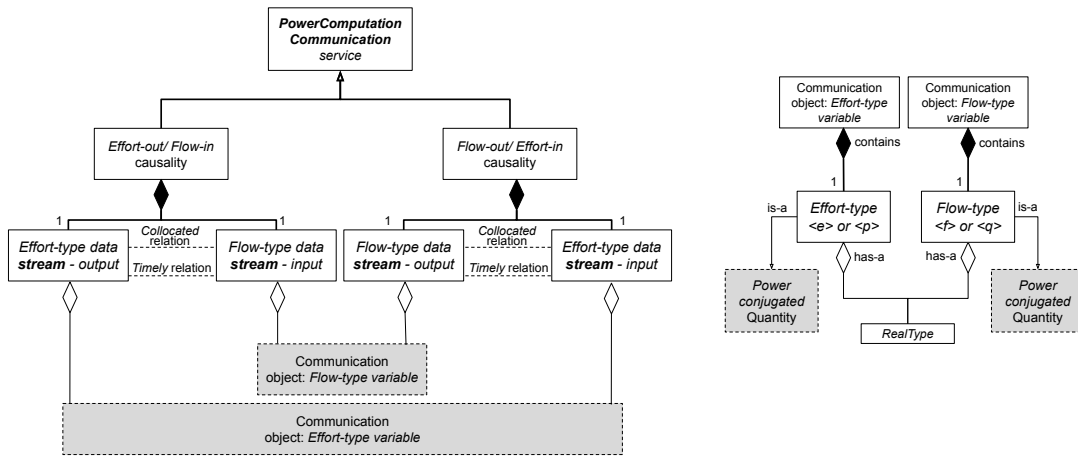 PowerComputation
Communication
service
Effort-out/ Flow-in
causality
Flow-out/ Effort-in
causality
1
1
1
1
Effort-type data
stream - output
Collocated
relation
Timely relation
Flow-type data
stream - input
Flow-type data
stream - output
Collocated
relation
Timely relation
Effort-type data
stream - input
Communication
object: Flow-type variable
Communication
object: Effort-type variable
Communication
object: Effort-type
variable
Communication
object: Flow-type
variable
contains
contains
1
1
is-a
Effort-type
<e> or <p>
Flow-type
<f> or <q>
is-a
has-a
has-a
Power
conjugated
Quantity
Power
conjugated
Quantity
RealType